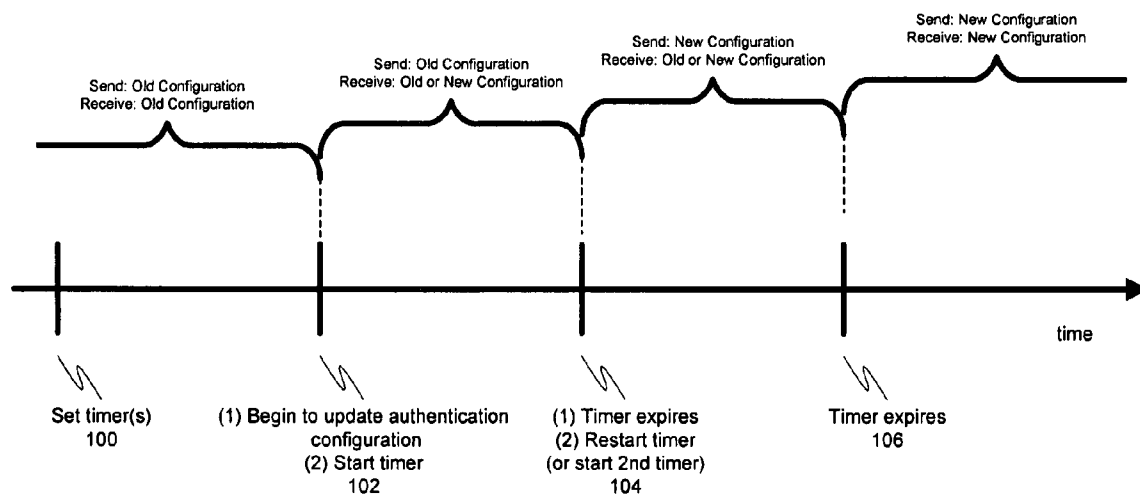 Send: Old Configuration
Receive: Old Configuration
Send: Old Configuration
Receive: Old or New Configuration
Send: New Configuration
Receive: Old or New Configuration
Send: New Configuration
Receive: New Configuration
time
Set timer(s)
100
(1) Begin to update authentication
configuration
(2) Start timer
102
(1) Timer expires
(2) Restart timer
(or start 2nd timer)
104
Timer expires
106